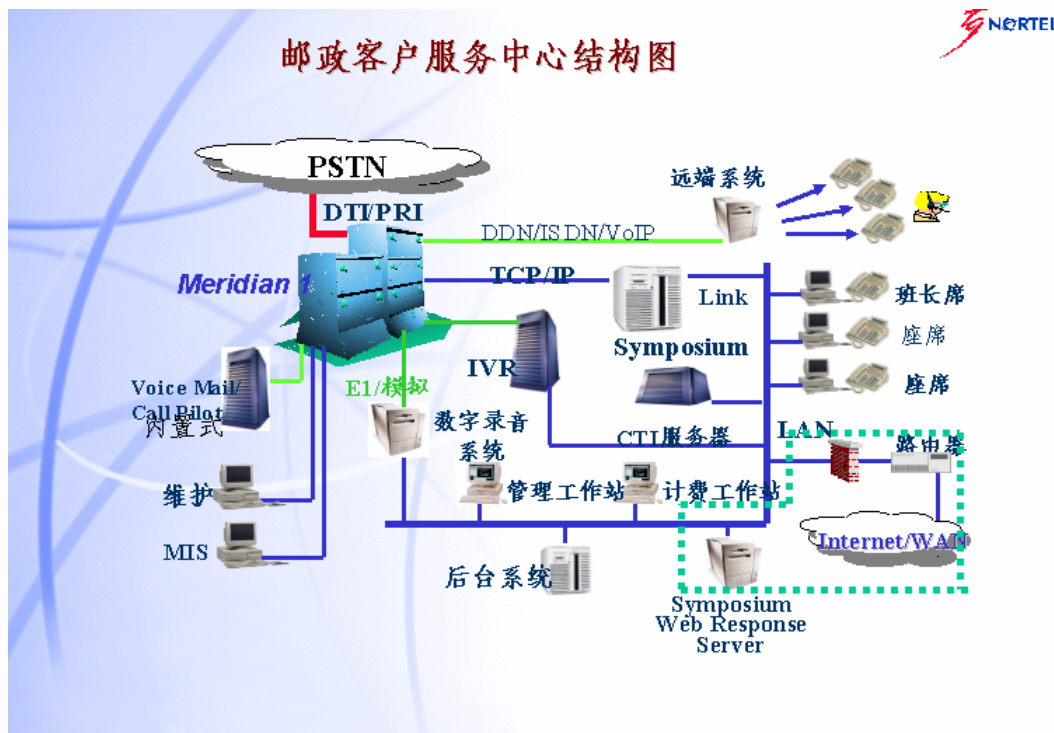 NORTEL
邮政客户服务中心结构图
PSTN
DTI/PRI
远端系统
DDN/ISDN/VoIP
Meridian 1
TCP/IP
Link
班长席
Symposium
座席
IVR
Voice Mail/
Call Pilot
内置式
E1/模拟
座席
数字录音
系统
CTI服务器
LAN
路由器
维护
管理工作站
计费工作站
MIS
Internet/WAN
后台系统
Symposium
Web Response
Server